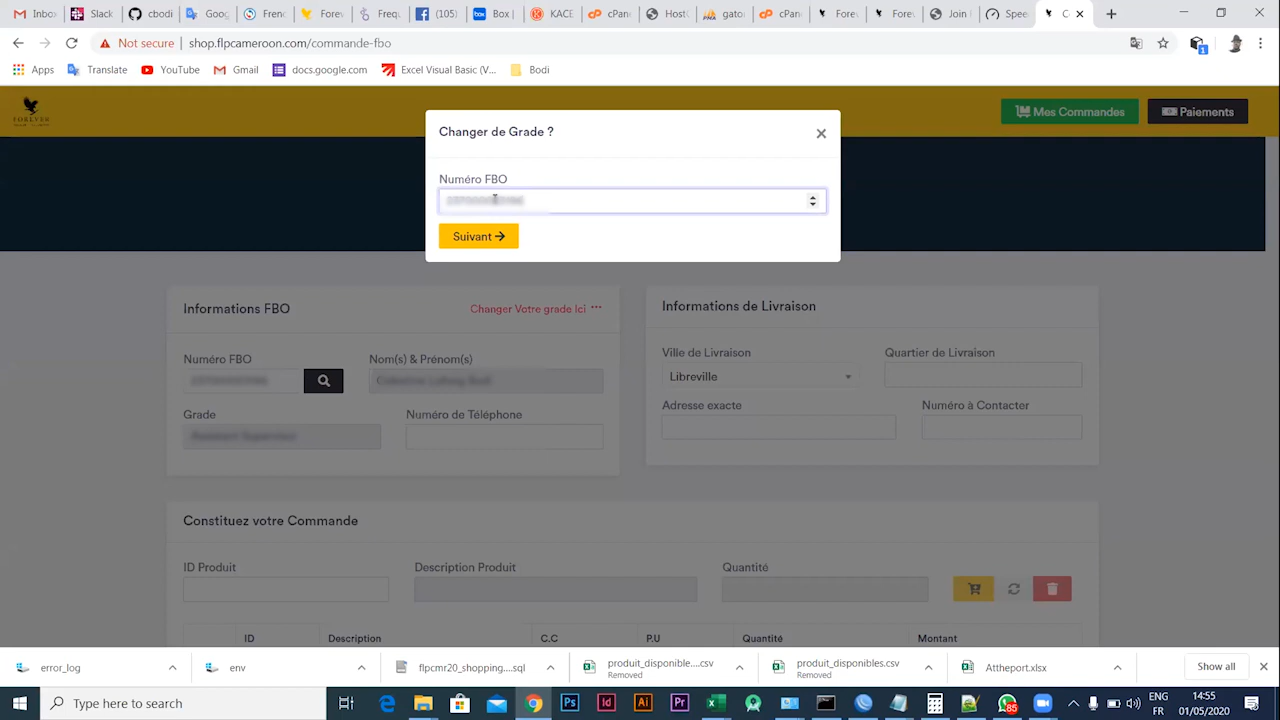 Inbox
Slack
cbodi
Goog
Frenc
Forev
Freq
(105)
Box
KACE
cPan
HostG
gator
cPan
Forev
Forev
Join
Spee
C
Not secure
shop.flpcameroon.com/commande-fbo
Apps
Translate
YouTube
Gmail
docs.google.com
Excel Visual Basic (V...
Bodi
FOREVER
Mes Commandes
Paiements
Changer de Grade ?
Numéro FBO
Suivant
Informations FBO
Changer Votre grade Ici ...
Informations de Livraison
Numéro FBO
Nom(s) & Prénom(s)
Ville de Livraison
Quartier de Livraison
Libreville
Grade
Numéro de Téléphone
Adresse exacte
Numéro à Contacter
Constituez votre Commande
ID Produit
Description Produit
Quantité
ID
Description
C.C
P.U
Quantité
Montant
error_log
env
flpcmr20_shopping....sql
produit_disponible....csv
Removed
produit_disponibles.csv
Removed
Attheport.xlsx
Show all
Type here to search
ENG
FR
14:55
01/05/2020